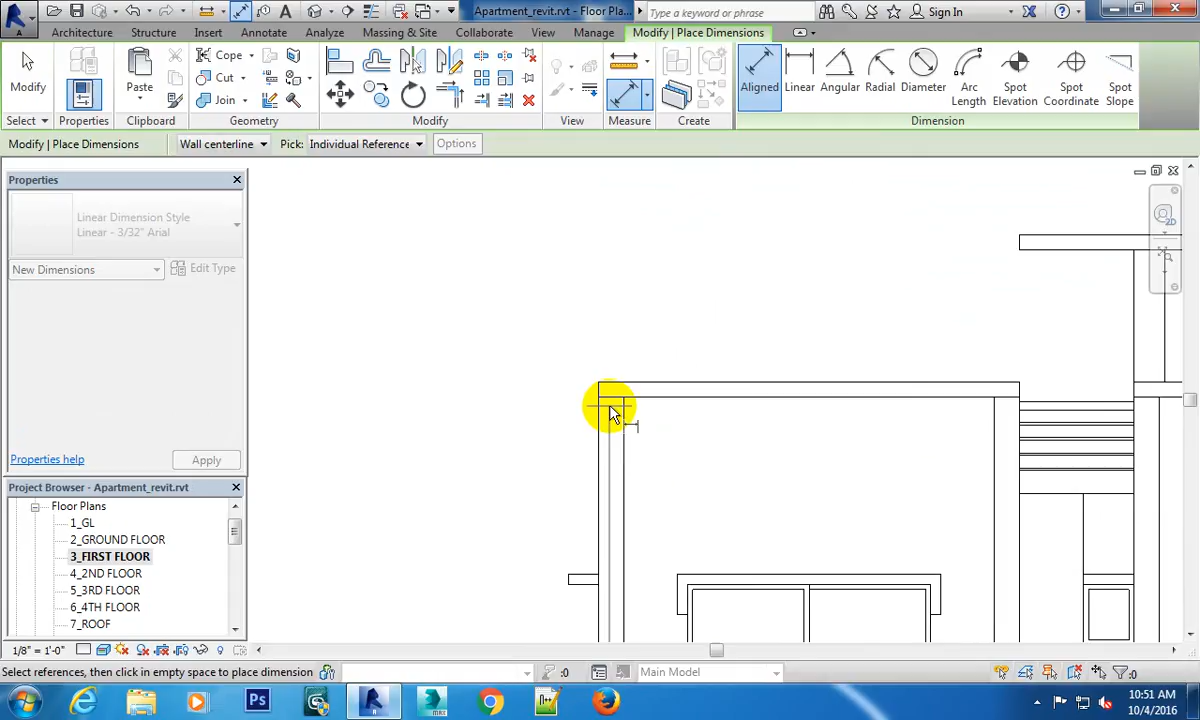 Apartment_revit.rvt - Floor Pla...
Type a keyword or phrase
Sign In
Architecture
Structure
Insert
Annotate
Analyze
Massing & Site
Collaborate
View
Manage
Modify | Place Dimensions
Modify
Paste
Cope
Cut
Join
Aligned
Linear
Angular
Radial
Diameter
Arc Length
Spot Elevation
Spot Coordinate
Spot Slope
Select
Properties
Clipboard
Geometry
Modify
View
Measure
Create
Dimension
Modify | Place Dimensions
Wall centerline
Pick:
Individual Reference
Options
Properties
Linear Dimension Style
Linear - 3/32" Arial
New Dimensions
Edit Type
2D
Properties help
Apply
Project Browser - Apartment_revit.rvt
Floor Plans
1_GL
2_GROUND FLOOR
3_FIRST FLOOR
4_2ND FLOOR
5_3RD FLOOR
6_4TH FLOOR
7_ROOF
1/8" = 1'-0"
Select references, then click in empty space to place dimension
:0
Main Model
:0
Ps
10:51 AM
10/4/2016